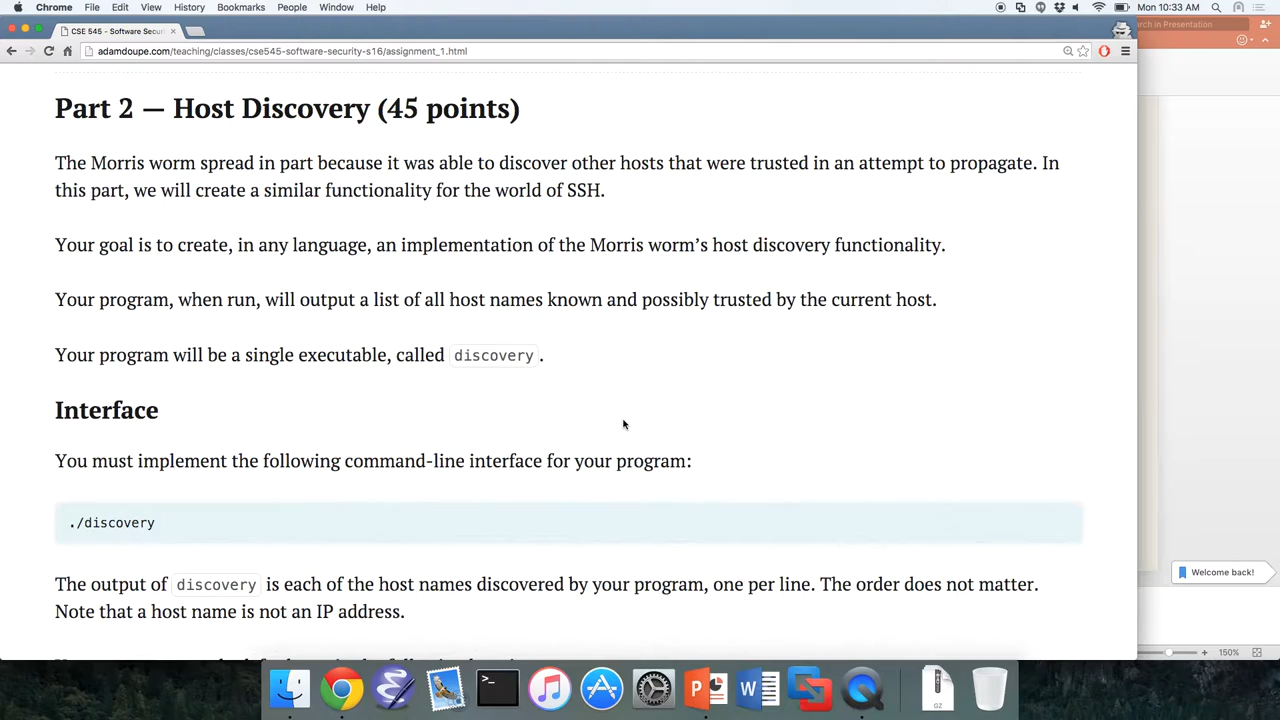 Chrome File Edit View History Bookmarks People Window Help Mon 10:33 AM
CSE 545 - Software Securi
rch in Presentation
adamdoupe.com/teaching/classes/cse545-software-security-s16/assignment_1.html
Part 2 — Host Discovery (45 points)
The Morris worm spread in part because it was able to discover other hosts that were trusted in an attempt to propagate. In
this part, we will create a similar functionality for the world of SSH.
Your goal is to create, in any language, an implementation of the Morris worm's host discovery functionality.
Your program, when run, will output a list of all host names known and possibly trusted by the current host.
Your program will be a single executable, called discovery.
Interface
You must implement the following command-line interface for your program:
./discovery
Welcome back!
The output of discovery is each of the host names discovered by your program, one per line. The order does not matter.
Note that a host name is not an IP address.
150%